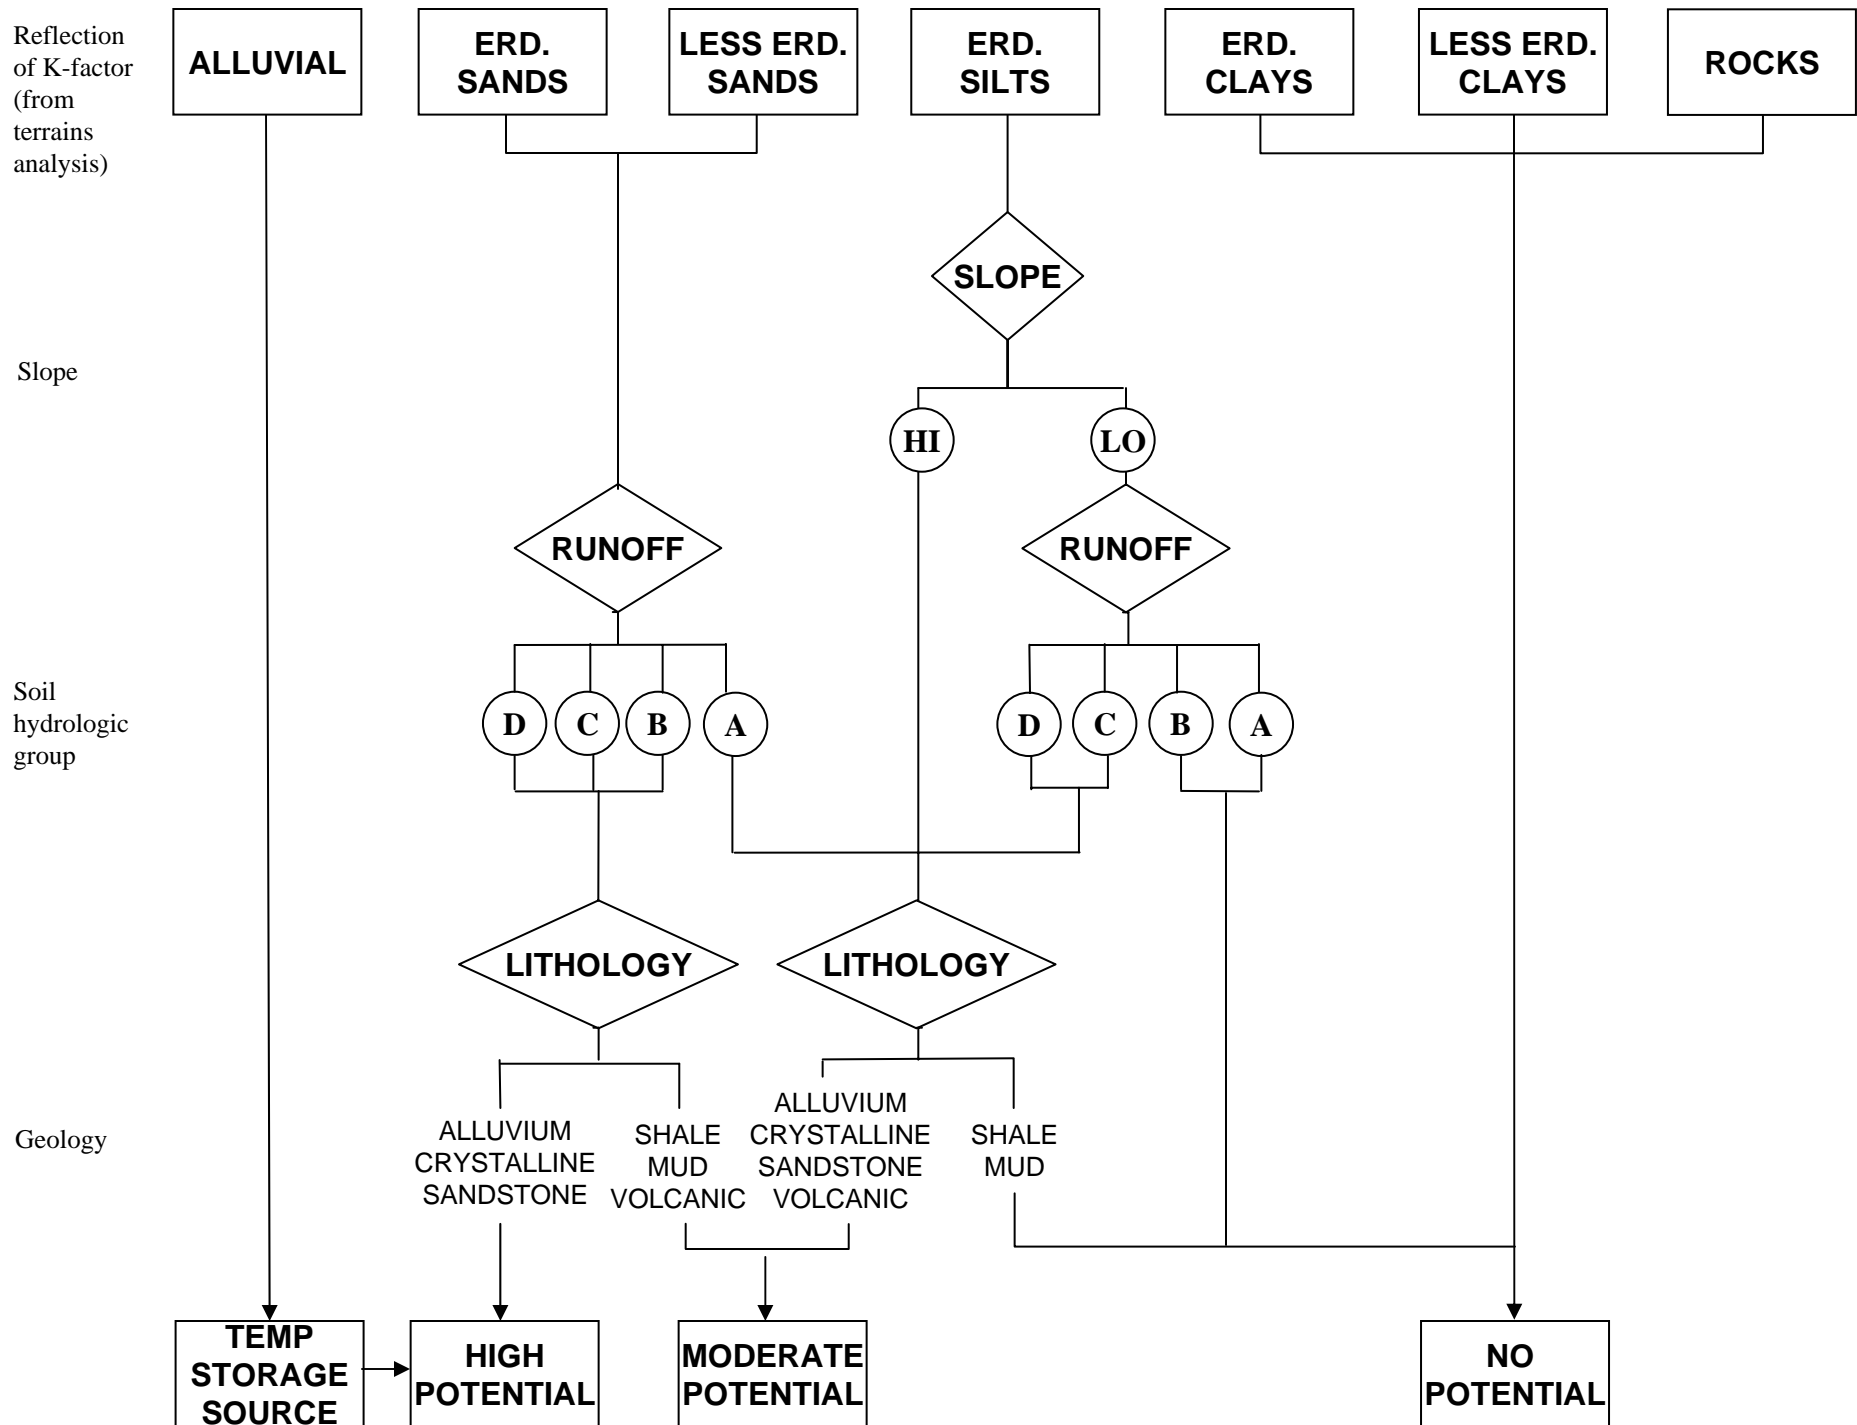 Reflection
of K-factor
(from
terrains
analysis)
ALLUVIAL
ERD.
SANDS
LESS ERD.
SANDS
ERD.
SILTS
ERD.
CLAYS
LESS ERD.
CLAYS
ROCKS
SLOPE
Slope
HI
LO
RUNOFF
RUNOFF
Soil
hydrologic
group
D
C
B
A
D
C
B
A
LITHOLOGY
LITHOLOGY
Geology
ALLUVIUM
CRYSTALLINE
SANDSTONE
SHALE
MUD
VOLCANIC
ALLUVIUM
CRYSTALLINE
SANDSTONE
VOLCANIC
SHALE
MUD
TEMP
STORAGE
SOURCE
HIGH
POTENTIAL
MODERATE
POTENTIAL
NO
POTENTIAL